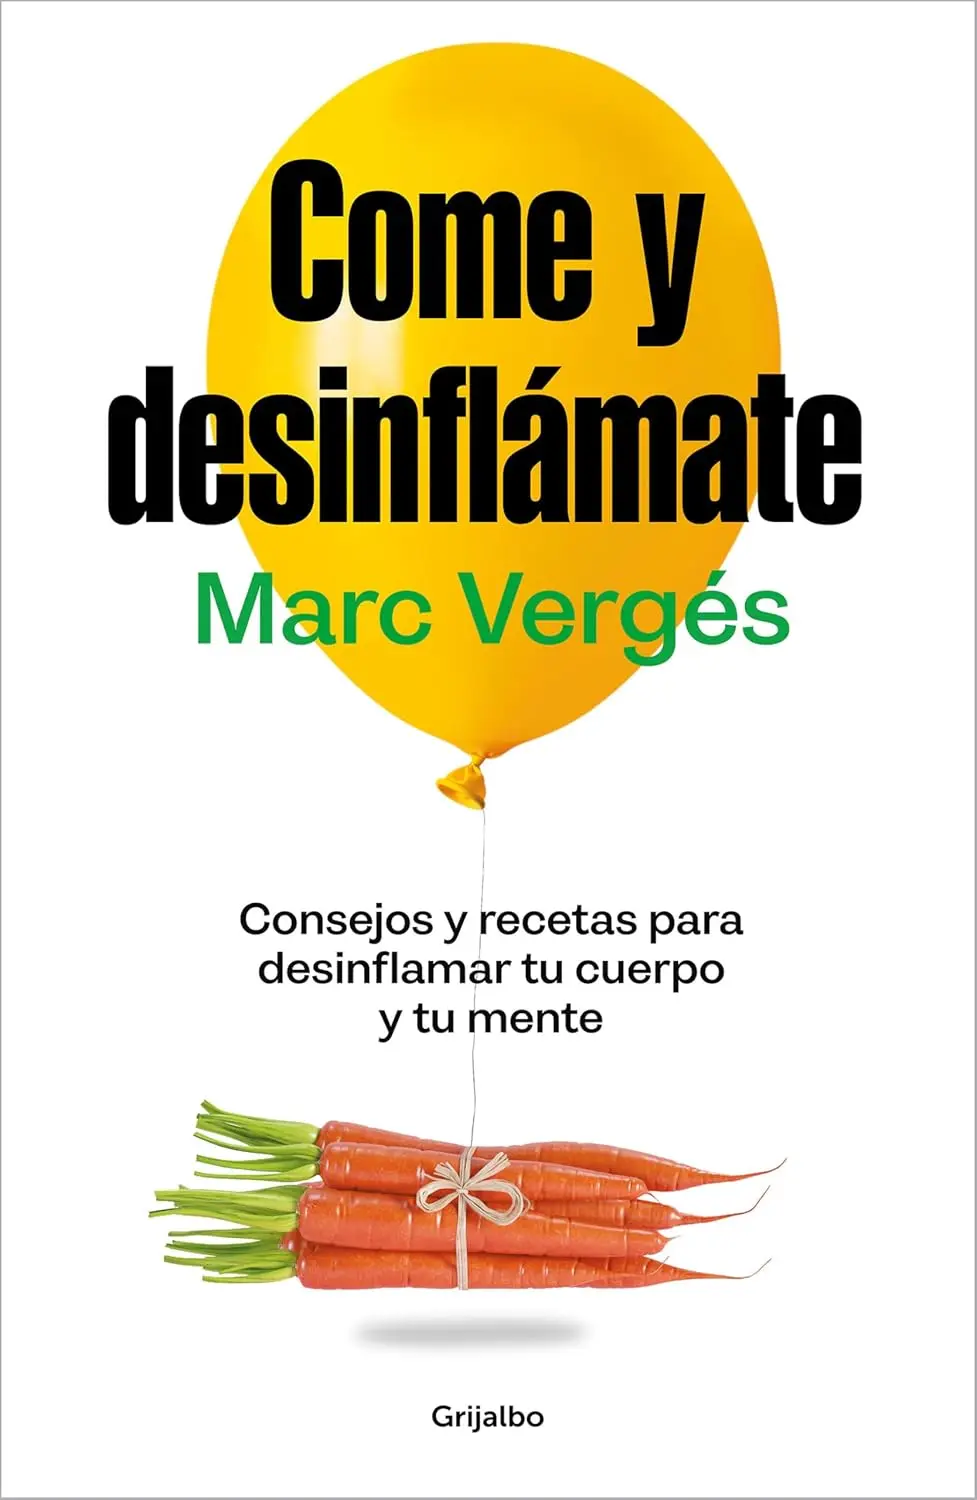 Come y
desinflámate
Marc Vergés
Consejos y recetas para
desinflamar tu cuerpo
y tu mente
Grijalbo